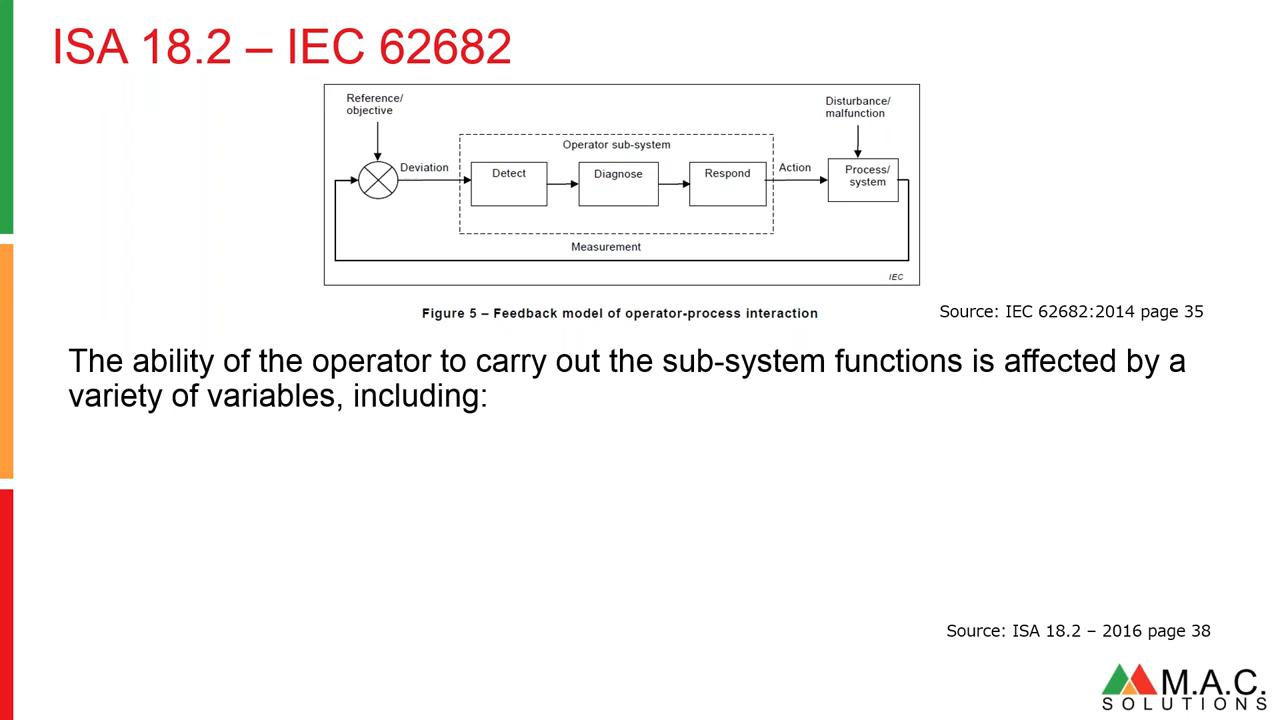 ISA 18.2 – IEC 62682
Reference/
objective
Disturbance/
malfunction
Operator sub-system
Deviation
Detect
Diagnose
Respond
Action
Process/
system
Measurement
IEC
Figure 5 – Feedback model of operator-process interaction
Source: IEC 62682:2014 page 35
The ability of the operator to carry out the sub-system functions is affected by a
variety of variables, including:
Source: ISA 18.2 – 2016 page 38
M.A.C.
SOLUTIONS